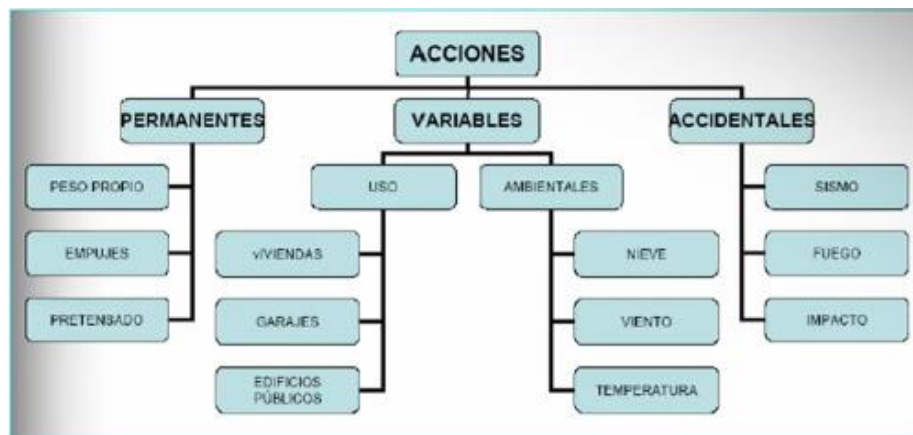 ACCIONES
PERMANENTES
VARIABLES
ACCIDENTALES
PESO PROPIO
USO
AMBIENTALES
SISMO
EMPUJES
vIVIENDAS
NIEVE
FUEGO
PRETENSADO
GARAJES
VIENTO
IMPACTO
EDIFICIOS
PÚBLICOS
TEMPERATURA